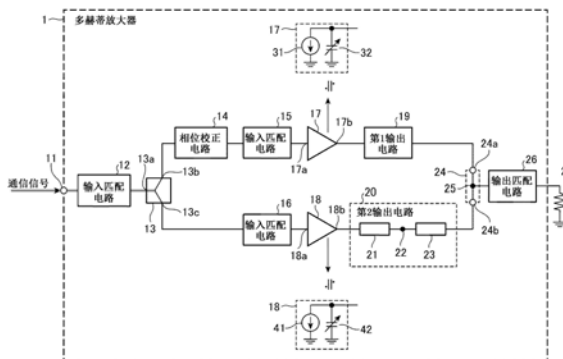 1
多赫蒂放大器
17
31
32
14
相位校正
电路
15
输入匹配
电路
17
17a
17b
19
第1输出
电路
24a
11
通信信号
12
输入匹配
电路
13a
13b
13c
13
24
25
24b
26
输出匹配
电路
16
输入匹配
电路
18
18a
18b
20
第2输出电路
21
22
23
18
41
42